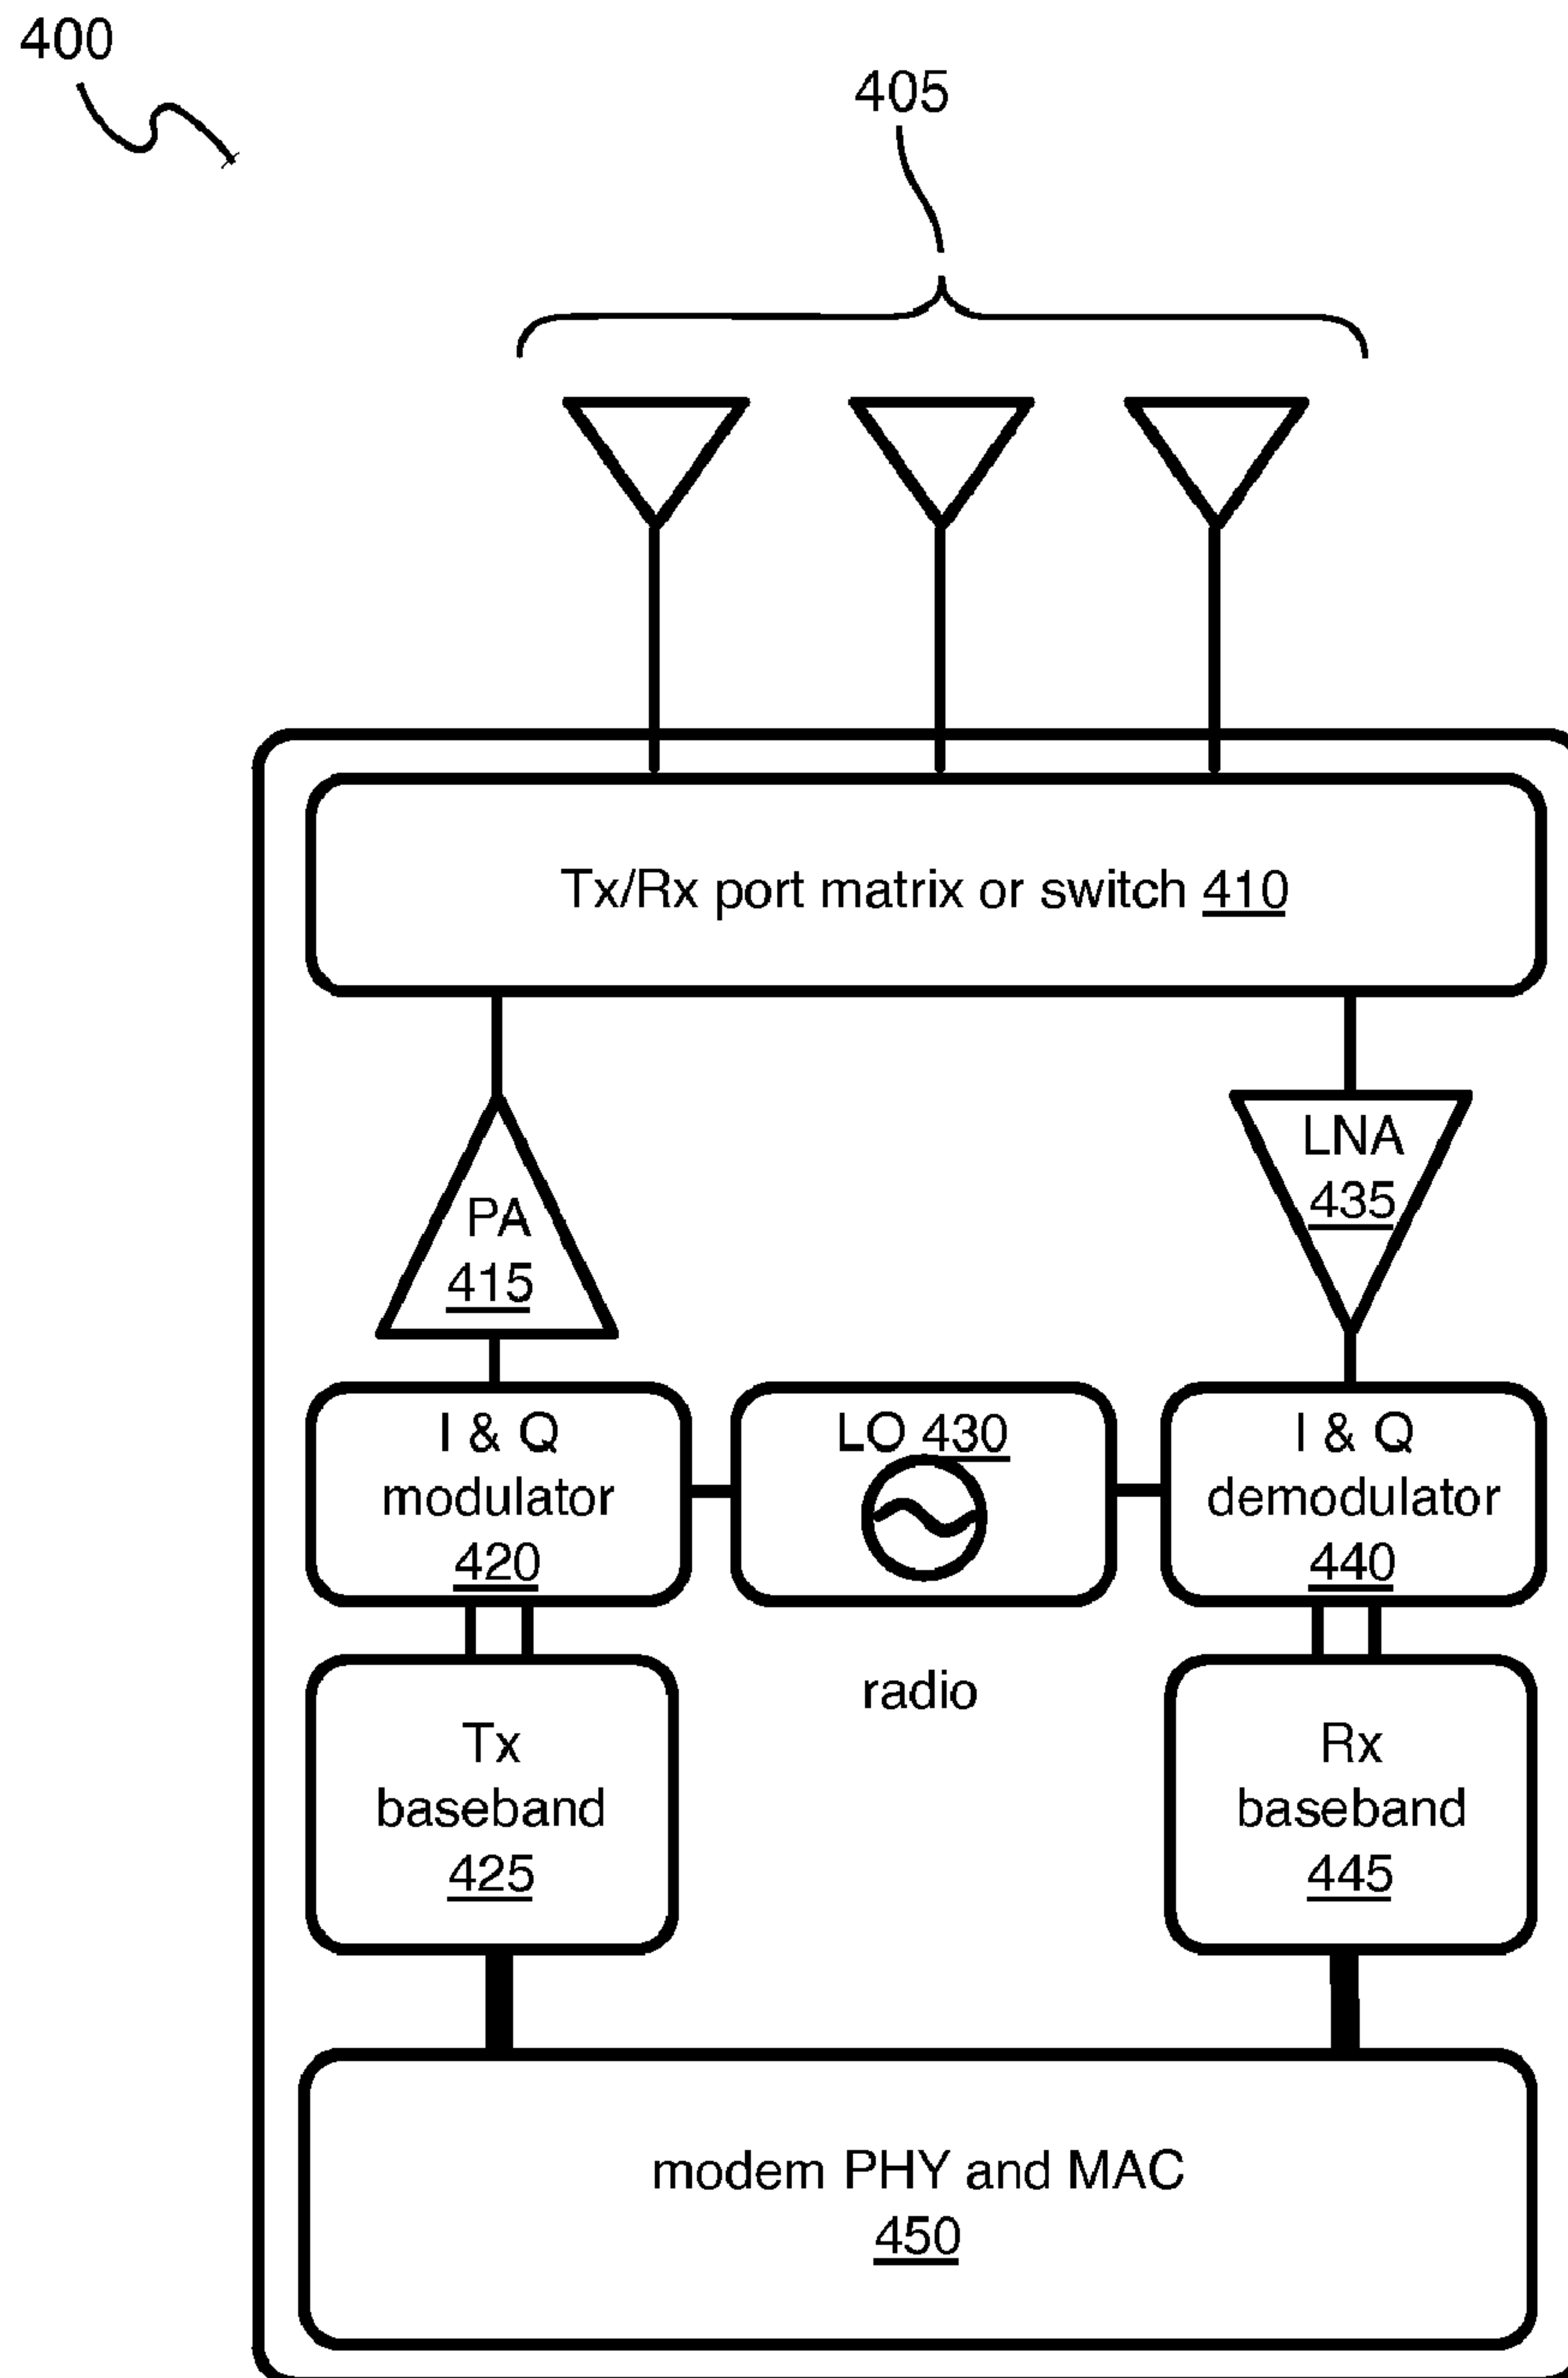 400
405
Tx/Rx port matrix or switch 410
PA
415
LNA
435
I & Q
modulator
420
LO 430
I & Q
demodulator
440
radio
Tx
baseband
425
Rx
baseband
445
modem PHY and MAC
450